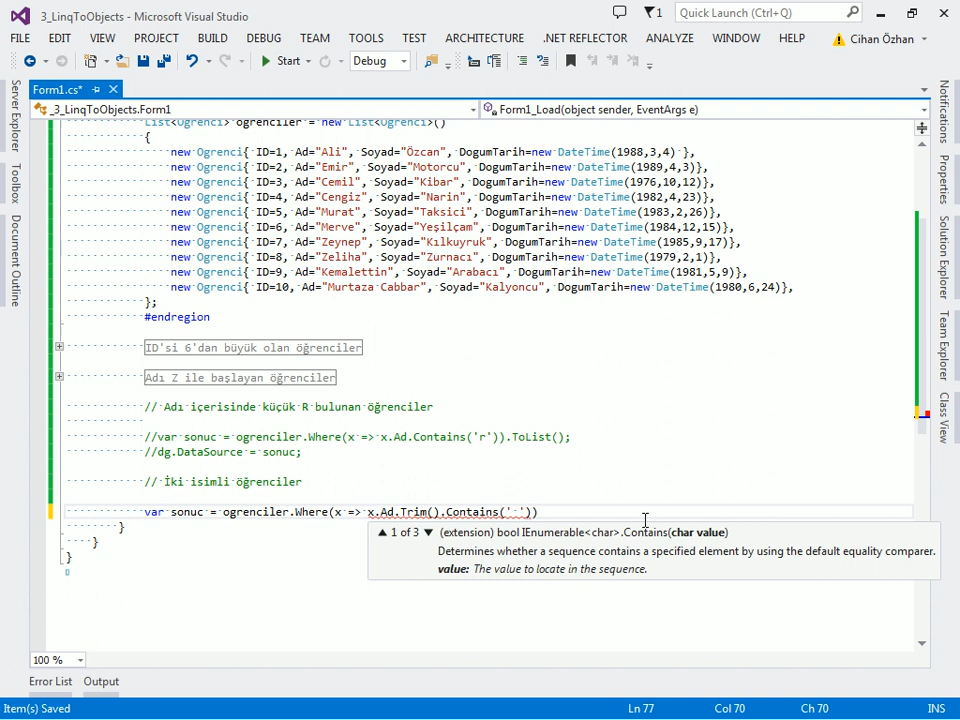 3_LinqToObjects - Microsoft Visual Studio
1
Quick Launch (Ctrl+Q)
FILE EDIT VIEW PROJECT BUILD DEBUG TEAM TOOLS TEST ARCHITECTURE .NET REFLECTOR ANALYZE WINDOW HELP Cihan Özhan
Start Debug
Form1.cs*
_3_LinqToObjects.Form1
Form1_Load(object sender, EventArgs e)
Server Explorer
Toolbox
Document Outline
List<Ogrenci> ogrenciler = new List<Ogrenci>()
{
new Ogrenci{ ID=1, Ad="Ali", Soyad="Özcan", DogumTarih=new DateTime(1988,3,4) },
new Ogrenci{ ID=2, Ad="Emir", Soyad="Motorcu", DogumTarih=new DateTime(1989,4,3)},
new Ogrenci{ ID=3, Ad="Cemil", Soyad="Kibar", DogumTarih=new DateTime(1976,10,12)},
new Ogrenci{ ID=4, Ad="Cengiz", Soyad="Narin", DogumTarih=new DateTime(1982,4,23)},
new Ogrenci{ ID=5, Ad="Murat", Soyad="Taksici", DogumTarih=new DateTime(1983,2,26)},
new Ogrenci{ ID=6, Ad="Merve", Soyad="Yeşilçam", DogumTarih=new DateTime(1984,12,15)},
new Ogrenci{ ID=7, Ad="Zeynep", Soyad="Kılkuyruk", DogumTarih=new DateTime(1985,9,17)},
new Ogrenci{ ID=8, Ad="Zeliha", Soyad="Zurnacı", DogumTarih=new DateTime(1979,2,1)},
new Ogrenci{ ID=9, Ad="Kemalettin", Soyad="Arabacı", DogumTarih=new DateTime(1981,5,9)},
new Ogrenci{ ID=10, Ad="Murtaza Cabbar", Soyad="Kalyoncu", DogumTarih=new DateTime(1980,6,24)},
};
#endregion
ID'si 6'dan büyük olan öğrenciler
Adı Z ile başlayan öğrenciler
// Adı içerisinde küçük R bulunan öğrenciler
//var sonuc = ogrenciler.Where(x => x.Ad.Contains('r')).ToList();
//dg.DataSource = sonuc;
// İki isimli öğrenciler
var sonuc = ogrenciler.Where(x => x.Ad.Trim().Contains(' '))
}
}
}
1 of 3 (extension) bool IEnumerable<char>.Contains(char value)
Determines whether a sequence contains a specified element by using the default equality comparer.
value: The value to locate in the sequence.
Notifications
Properties
Solution Explorer
Team Explorer
Class View
100 %
Error List Output
Item(s) Saved Ln 77 Col 70 Ch 70 INS